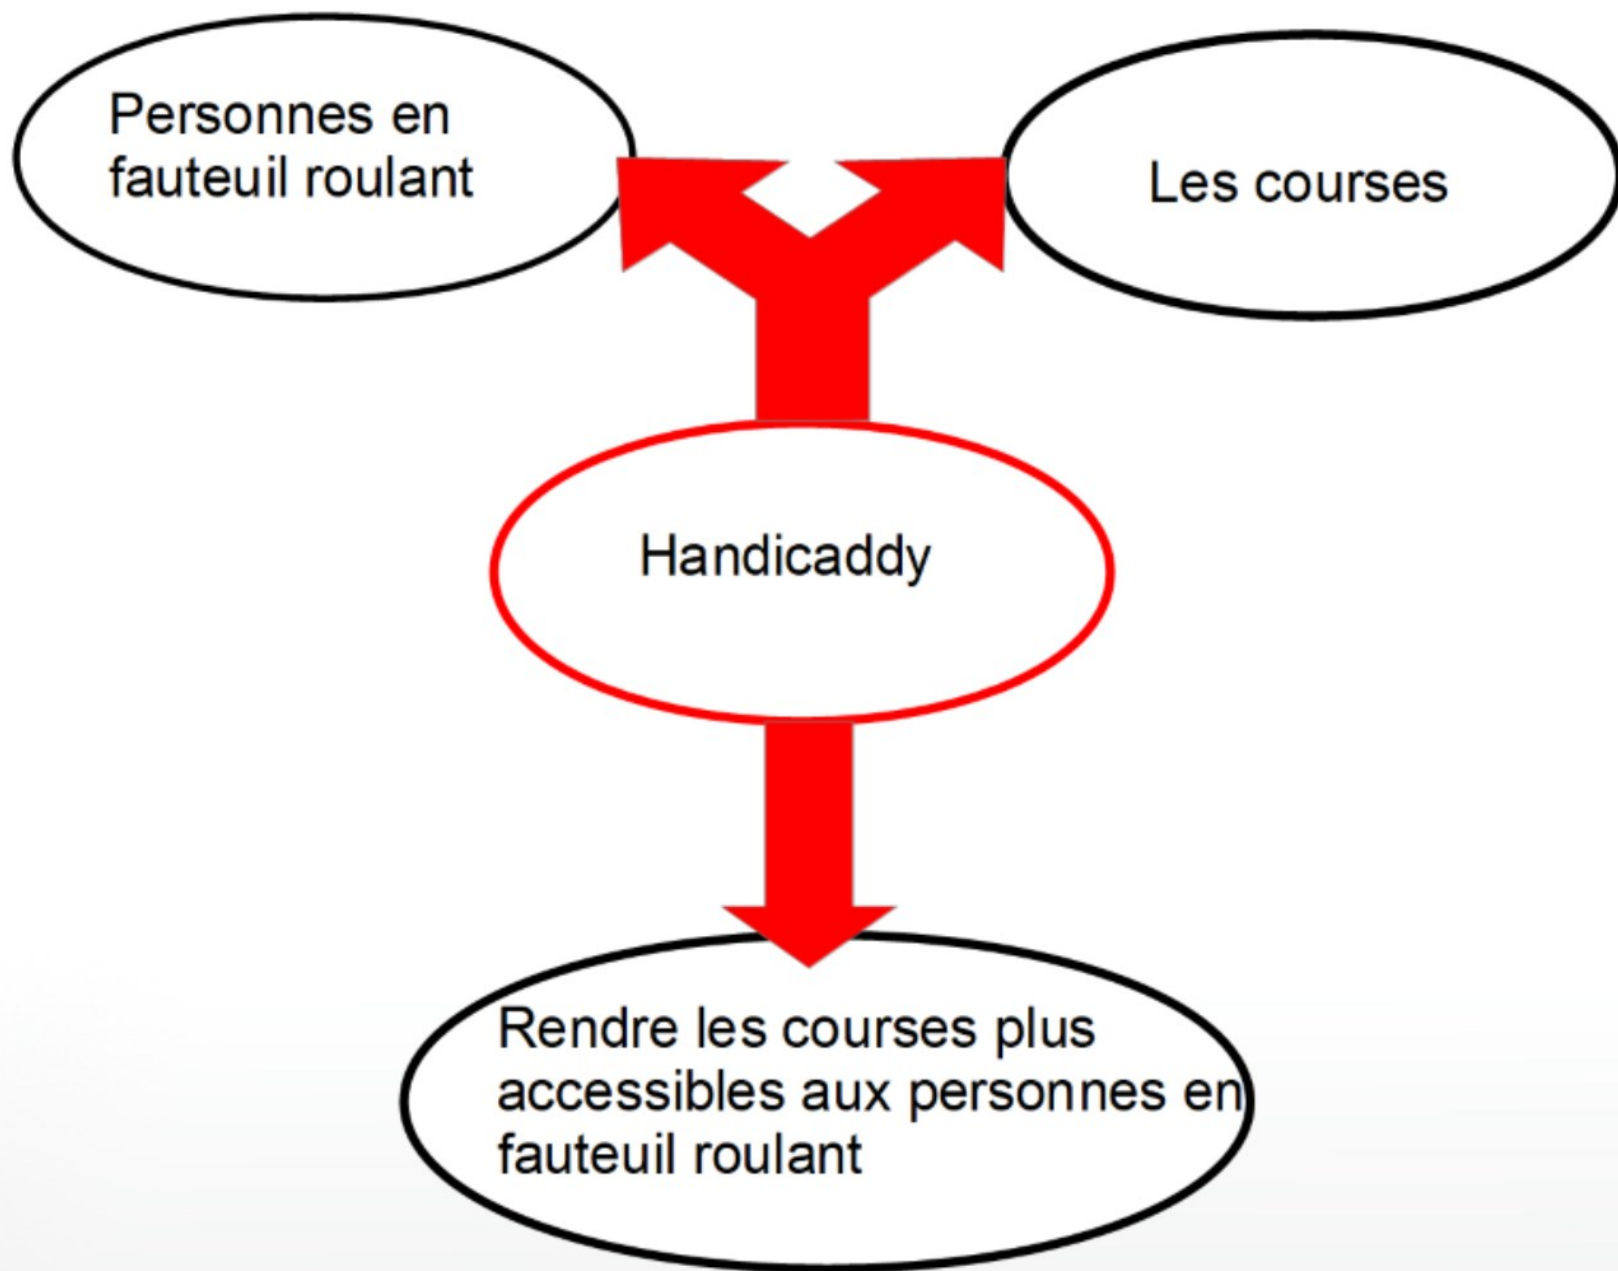 Personnes en
fauteuil roulant
Les courses
Handicaddy
Rendre les courses plus
accessibles aux personnes en
fauteuil roulant